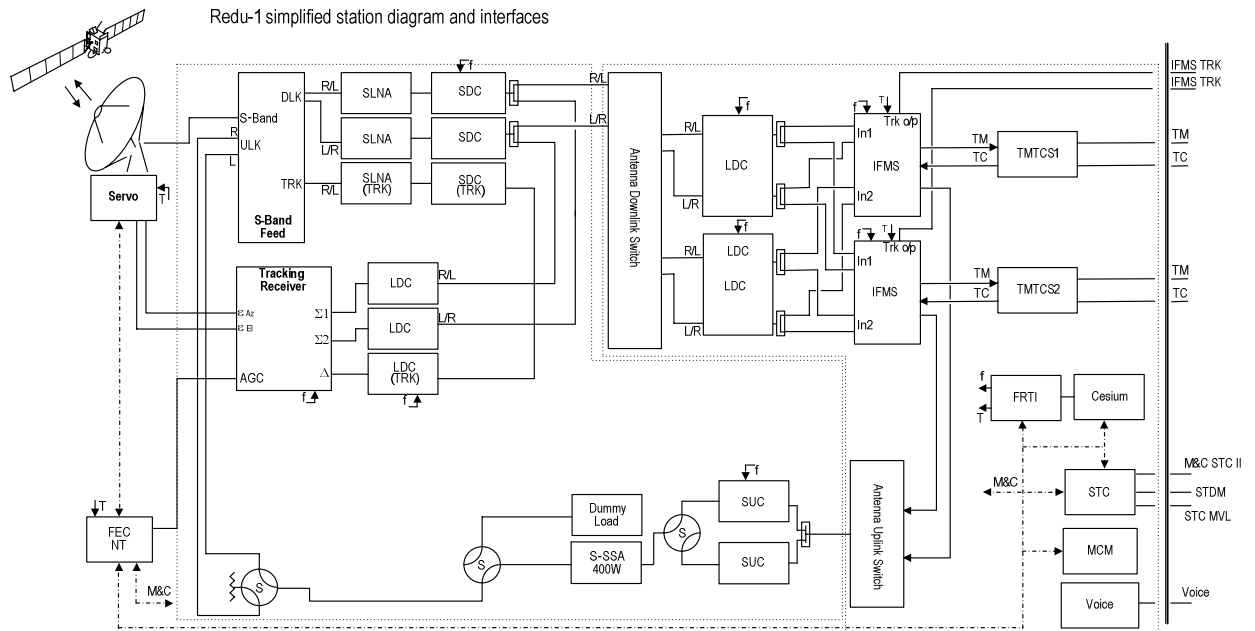 Redu-1 simplified station diagram and interfaces
IFMS TRK
IFMS TRK
f
R/L
R/L
SLNA
SDC
DLK
S-Band
R
ULK
L
L/R
SLNA
SDC
L/R
TRK
R/L
SLNA
(TRK)
SDC
(TRK)
S-Band
Feed
Servo
T
Antenna Downlink Switch
f
R/L
LDC
L/R
f
R/L
LDC
LDC
L/R
f
T
Trk o/p
In1
IFMS
In2
f
T
Trk o/p
In1
IFMS
In2
TM
TC
TMTCS1
TM
TC
TM
TC
TMTCS2
TM
TC
Tracking
Receiver
ε Az
ε El
AGC
Σ1
Σ2
Δ
f
LDC
R/L
LDC
L/R
LDC
(TRK)
f
f
T
FRTI
Cesium
M&C
STC
M&C STC II
STDM
STC MVL
MCM
Voice
Voice
T
FEC
NT
M&C
S
S
Dummy
Load
S-SSA
400W
S
f
SUC
SUC
Antenna Uplink Switch